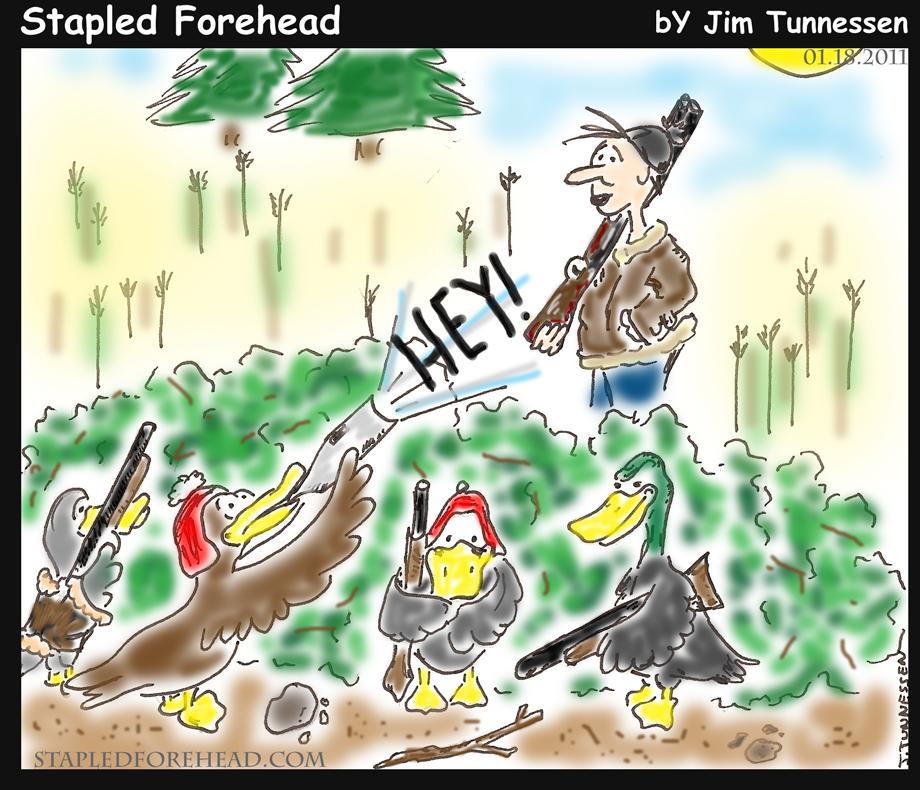 Stapled Forehead
bY Jim Tunnessen
01.18.2011
HEY!
J.TUNNESSEN
STAPLEDFOREHEAD.COM